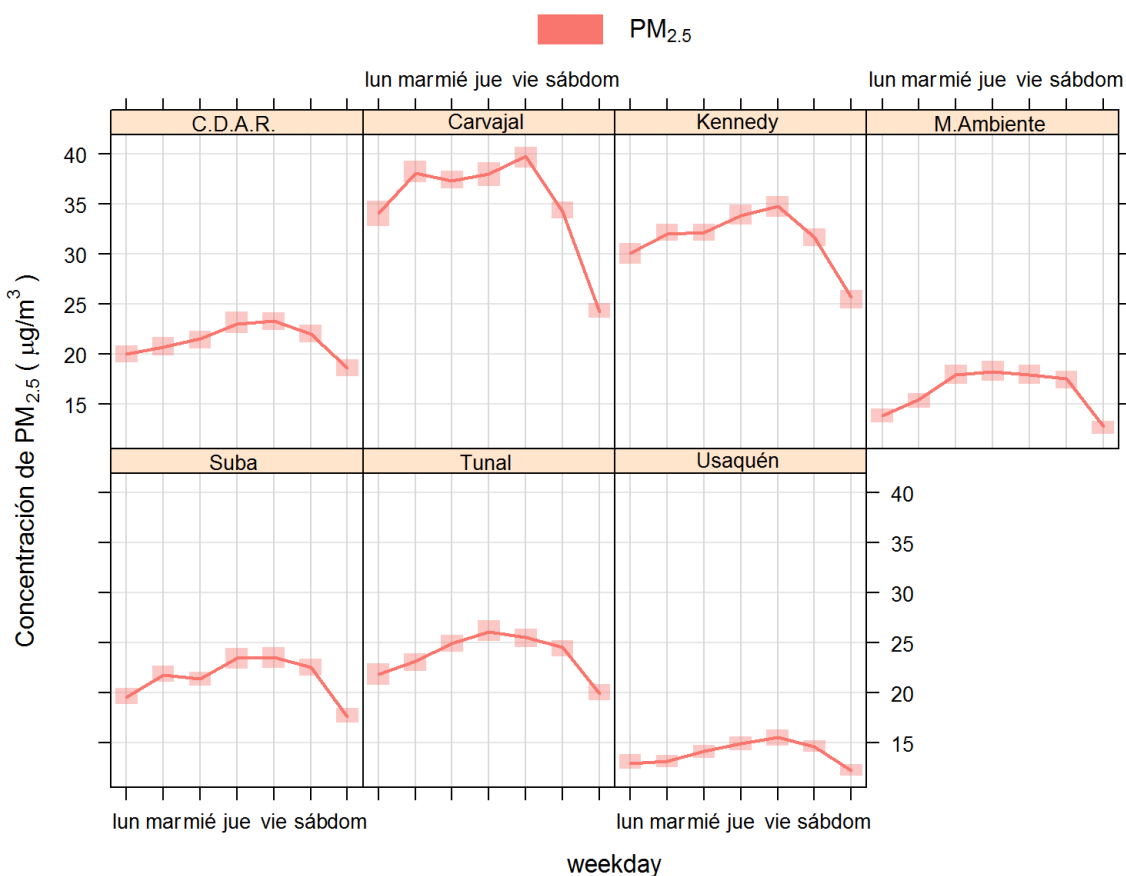 PM2.5
lun mar mié jue vie sáb dom
lun mar mié jue vie sáb dom
C.D.A.R.
Carvajal
Kennedy
M.Ambiente
40
35
30
25
20
15
Suba
Tunal
Usaquén
40
35
30
25
20
15
Concentración de PM2.5 ( µg/m3 )
lun mar mié jue vie sáb dom
lun mar mié jue vie sáb dom
weekday